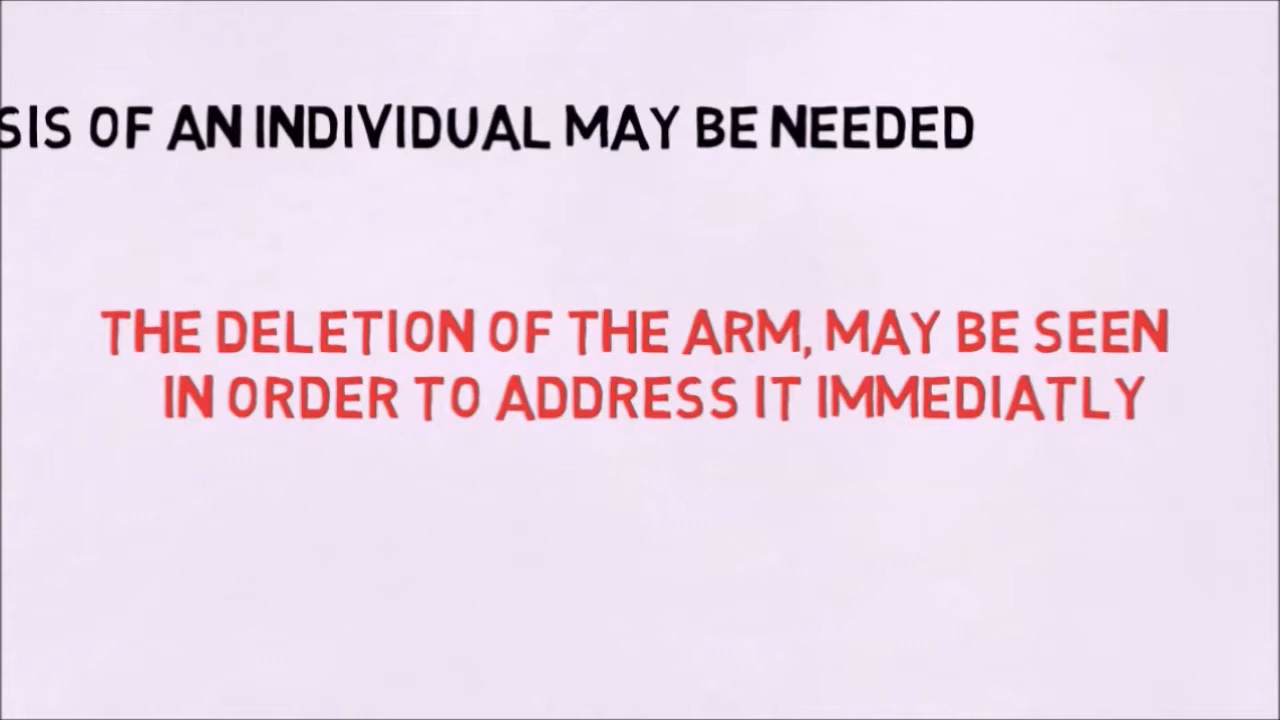 SIS OF AN INDIVIDUAL MAY BE NEEDED
THE DELETION OF THE ARM, MAY BE SEEN
IN ORDER TO ADDRESS IT IMMEDIATLY